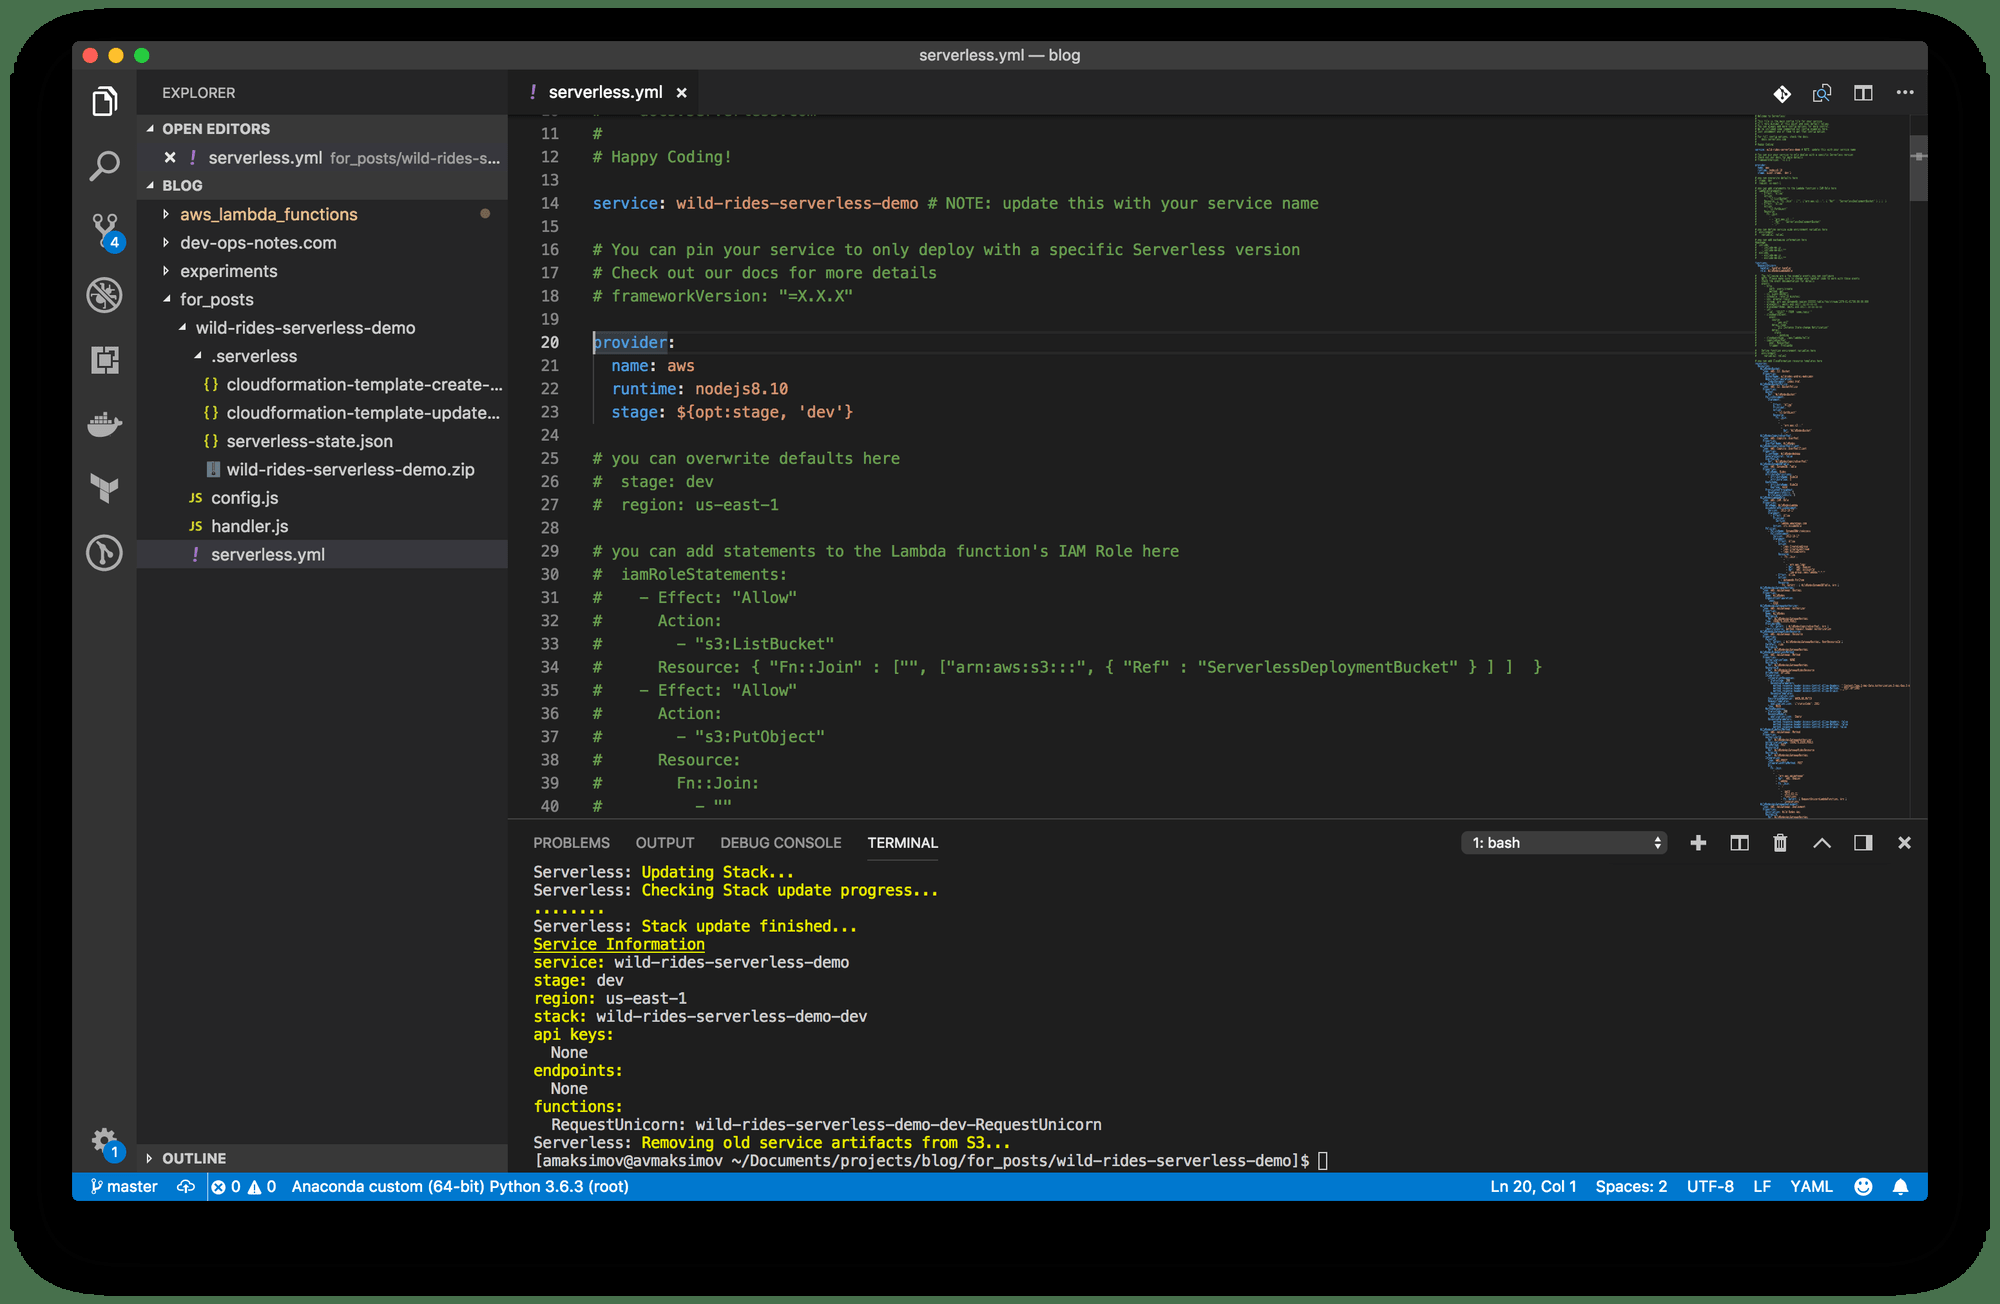 serverless.yml — blog
EXPLORER
OPEN EDITORS
! serverless.yml for_posts/wild-rides-s...
BLOG
aws_lambda_functions
dev-ops-notes.com
experiments
for_posts
wild-rides-serverless-demo
.serverless
{} cloudformation-template-create-...
{} cloudformation-template-update...
{} serverless-state.json
wild-rides-serverless-demo.zip
JS config.js
JS handler.js
! serverless.yml
OUTLINE
4
1
! serverless.yml ×
11 #
12 # Happy Coding!
13
14 service: wild-rides-serverless-demo # NOTE: update this with your service name
15
16 # You can pin your service to only deploy with a specific Serverless version
17 # Check out our docs for more details
18 # frameworkVersion: "=X.X.X"
19
20 provider:
21   name: aws
22   runtime: nodejs8.10
23   stage: ${opt:stage, 'dev'}
24
25 # you can overwrite defaults here
26 #  stage: dev
27 #  region: us-east-1
28
29 # you can add statements to the Lambda function's IAM Role here
30 #  iamRoleStatements:
31 #    - Effect: "Allow"
32 #      Action:
33 #        - "s3:ListBucket"
34 #      Resource: { "Fn::Join" : ["", ["arn:aws:s3:::", { "Ref" : "ServerlessDeploymentBucket" } ] ]  }
35 #    - Effect: "Allow"
36 #      Action:
37 #        - "s3:PutObject"
38 #      Resource:
39 #        Fn::Join:
40 #          - ""
PROBLEMS OUTPUT DEBUG CONSOLE TERMINAL 1: bash
Serverless: Updating Stack...
Serverless: Checking Stack update progress...
........
Serverless: Stack update finished...
Service Information
service: wild-rides-serverless-demo
stage: dev
region: us-east-1
stack: wild-rides-serverless-demo-dev
api keys:
  None
endpoints:
  None
functions:
  RequestUnicorn: wild-rides-serverless-demo-dev-RequestUnicorn
Serverless: Removing old service artifacts from S3...
[amaksimov@avmaksimov ~/Documents/projects/blog/for_posts/wild-rides-serverless-demo]$
master 0 0 Anaconda custom (64-bit) Python 3.6.3 (root) Ln 20, Col 1 Spaces: 2 UTF-8 LF YAML